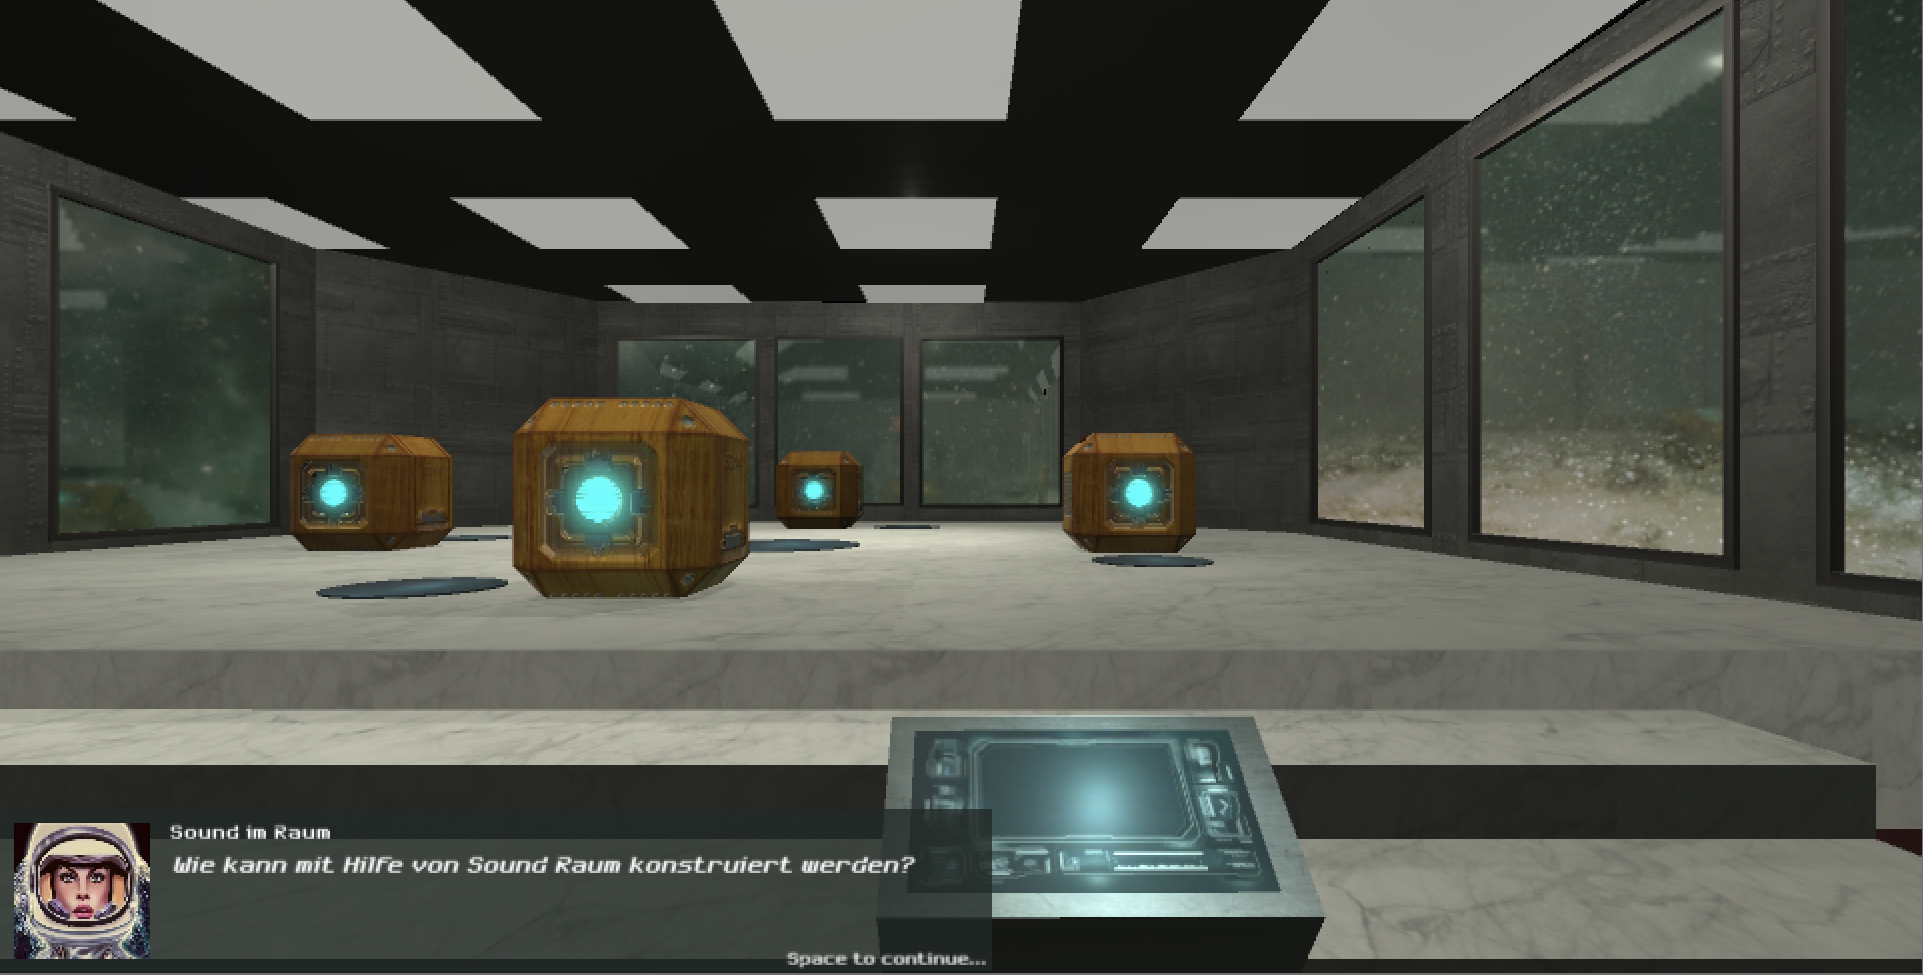 Sound im Raum
Wie kann mit Hilfe von Sound Raum konstruiert werden?
Space to continue...